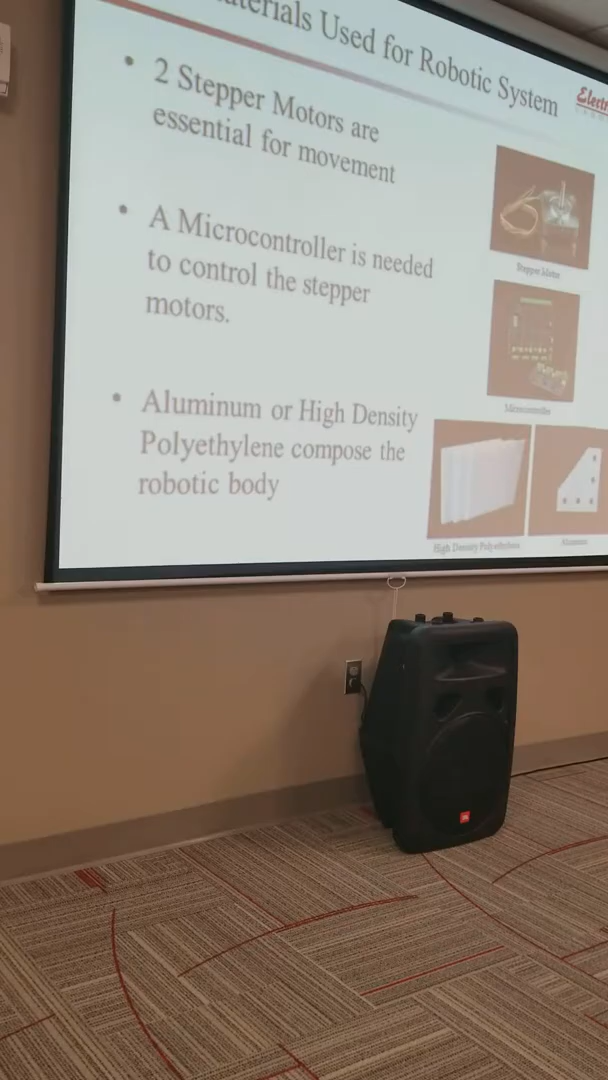 Materials Used for Robotic System
• 2 Stepper Motors are
essential for movement
• A Microcontroller is needed
to control the stepper
motors.
• Aluminum or High Density
Polyethylene compose the
robotic body
Stepper Motor
Microcontroller
High Density Polyethylene
Aluminum